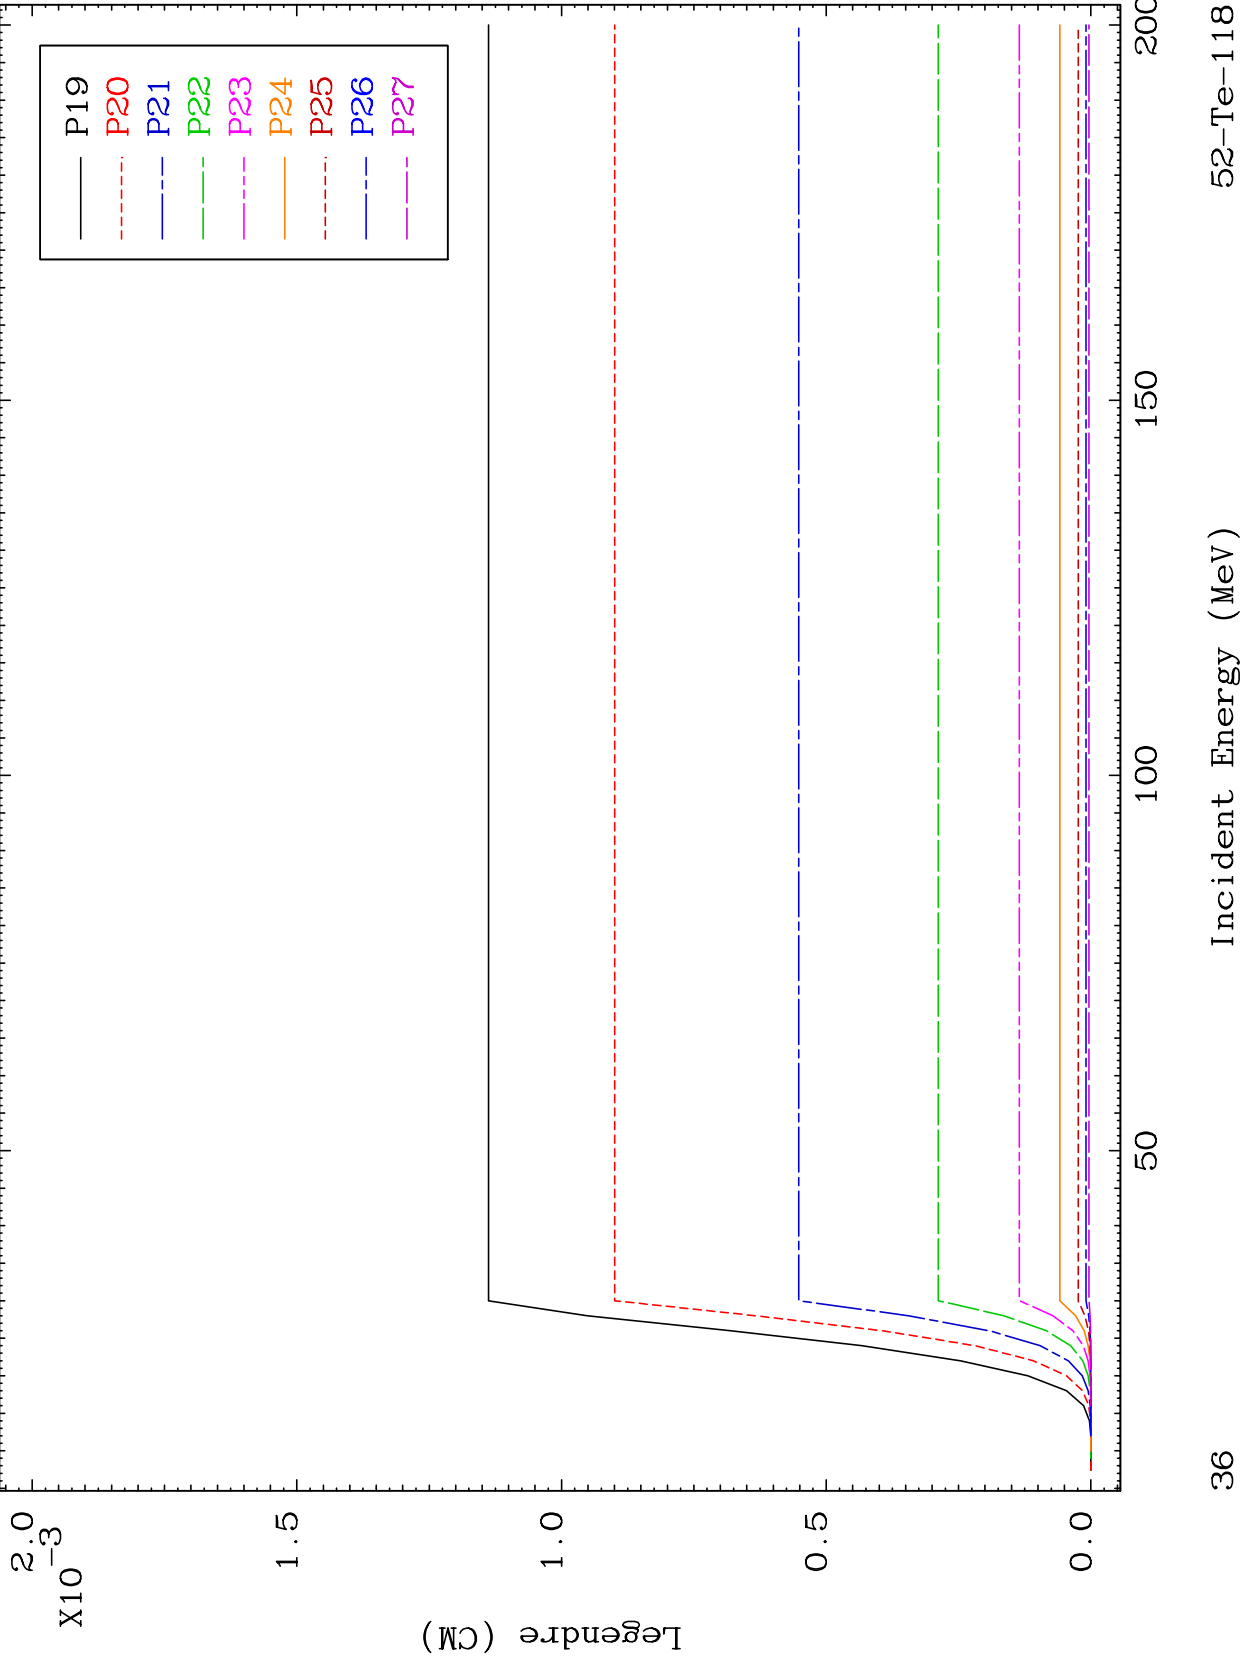 P19
P20
P21
P22
P23
P24
P25
P26
P27
2.0
X10-3
1.5
1.0
0.5
0.0
Legendre (CM)
50
100
150
200
Incident Energy (MeV)
36
52-Te-118